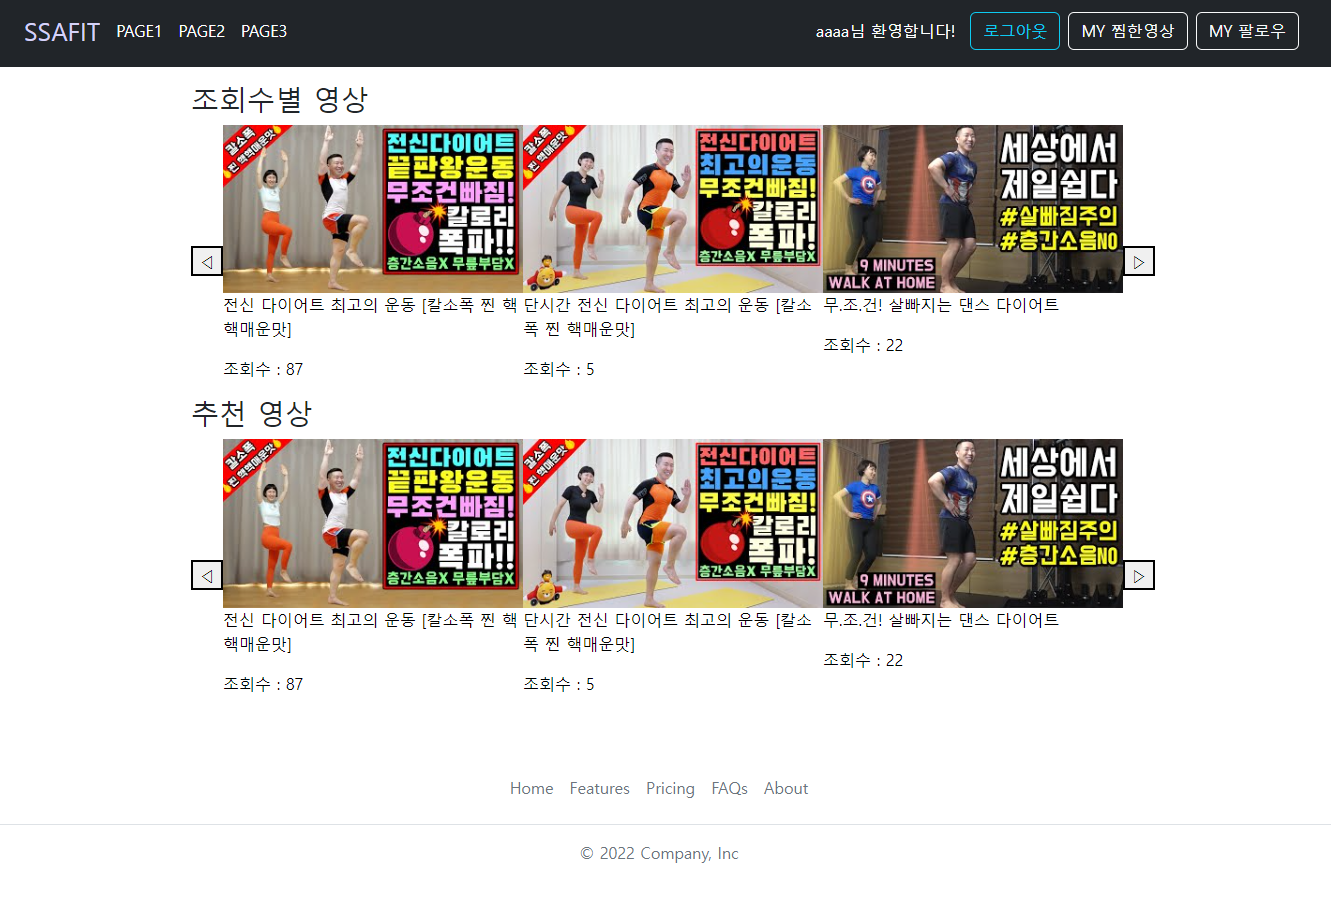 SSAFIT PAGE1 PAGE2 PAGE3 aaaa님 환영합니다! 로그아웃 MY 찜한영상 MY 팔로우
조회수별 영상
칼소폭
찐 핵핵매운맛
전신다이어트
끝판왕운동
무조건빠짐!
칼로리
폭파!!
층간소음X 무릎부담X
칼소폭
찐 핵핵매운맛
전신다이어트
최고의운동
무조건빠짐!
칼로리
폭파!
층간소음X 무릎부담X
세상에서
제일쉽다
#살빠짐주의
#층간소음NO
9 MINUTES
WALK AT HOME
◁
▷
전신 다이어트 최고의 운동 [칼소폭 찐 핵
핵매운맛]
조회수 : 87
단시간 전신 다이어트 최고의 운동 [칼소
폭 찐 핵매운맛]
조회수 : 5
무.조.건! 살빠지는 댄스 다이어트
조회수 : 22
추천 영상
칼소폭
찐 핵핵매운맛
전신다이어트
끝판왕운동
무조건빠짐!
칼로리
폭파!!
층간소음X 무릎부담X
칼소폭
찐 핵핵매운맛
전신다이어트
최고의운동
무조건빠짐!
칼로리
폭파!
층간소음X 무릎부담X
세상에서
제일쉽다
#살빠짐주의
#층간소음NO
9 MINUTES
WALK AT HOME
◁
▷
전신 다이어트 최고의 운동 [칼소폭 찐 핵
핵매운맛]
조회수 : 87
단시간 전신 다이어트 최고의 운동 [칼소
폭 찐 핵매운맛]
조회수 : 5
무.조.건! 살빠지는 댄스 다이어트
조회수 : 22
Home Features Pricing FAQs About
© 2022 Company, Inc